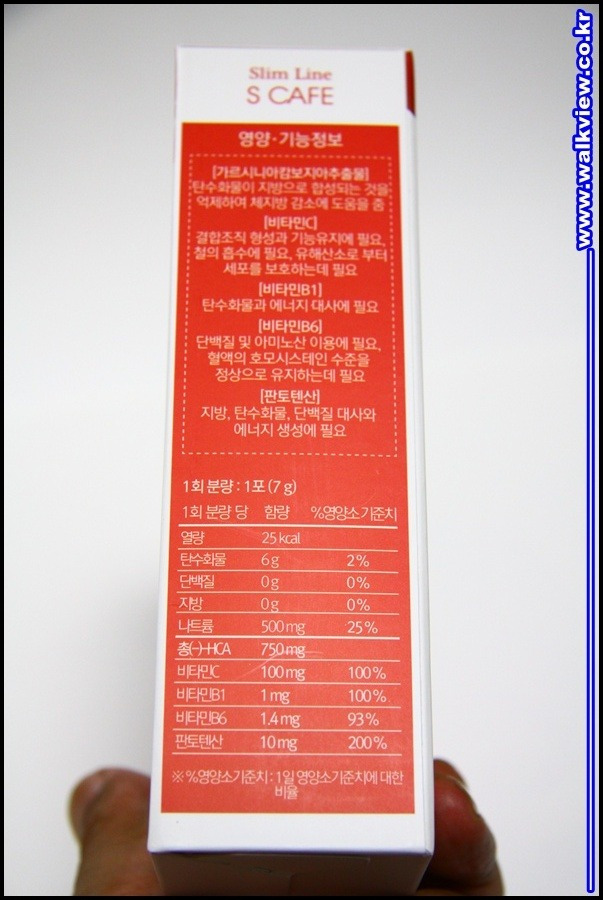 Slim Line
S CAFE
영양·기능정보
[가르시니아캄보지아추출물]
탄수화물이 지방으로 합성되는 것을
억제하여 체지방 감소에 도움을 줌
[비타민C]
결합조직 형성과 기능유지에 필요,
철의 흡수에 필요, 유해산소로 부터
세포를 보호하는데 필요
[비타민B1]
탄수화물과 에너지 대사에 필요
[비타민B6]
단백질 및 아미노산 이용에 필요,
혈액의 호모시스테인 수준을
정상으로 유지하는데 필요
[판토텐산]
지방, 탄수화물, 단백질 대사와
에너지 생성에 필요
1회 분량 : 1포 (7 g)
1회 분량 당 함량 %영양소기준치
열량 25 kcal
탄수화물 6 g 2 %
단백질 0 g 0 %
지방 0 g 0 %
나트륨 500 mg 25 %
총(-)-HCA 750 mg
비타민C 100 mg 100 %
비타민B1 1 mg 100 %
비타민B6 1.4 mg 93 %
판토텐산 10 mg 200 %
※ %영양소기준치 : 1일 영양소기준치에 대한
비율
www.walkview.co.kr